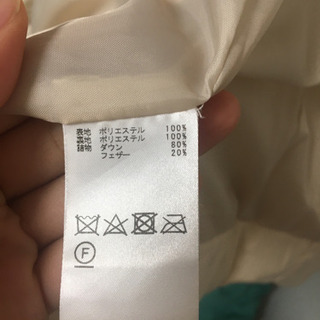 表地 ポリエステル 100%
裏地 ポリエステル 100%
詰物 ダウン 80%
フェザー 20%
F